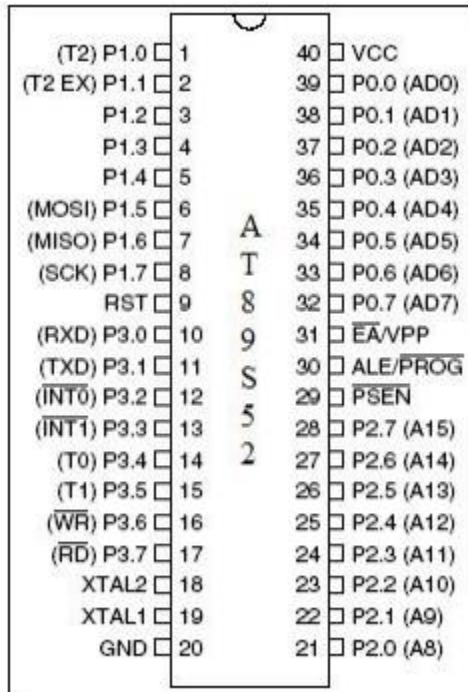 (T2) P1.0 1 40 VCC
(T2 EX) P1.1 2 39 P0.0 (AD0)
P1.2 3 38 P0.1 (AD1)
P1.3 4 37 P0.2 (AD2)
P1.4 5 36 P0.3 (AD3)
(MOSI) P1.5 6 35 P0.4 (AD4)
(MISO) P1.6 7 34 P0.5 (AD5)
(SCK) P1.7 8 33 P0.6 (AD6)
RST 9 32 P0.7 (AD7)
(RXD) P3.0 10 31 E̅A̅/VPP
(TXD) P3.1 11 30 ALE/P̅R̅O̅G̅
(I̅N̅T̅0̅) P3.2 12 29 P̅S̅E̅N̅
(I̅N̅T̅1̅) P3.3 13 28 P2.7 (A15)
(T0) P3.4 14 27 P2.6 (A14)
(T1) P3.5 15 26 P2.5 (A13)
(W̅R̅) P3.6 16 25 P2.4 (A12)
(R̅D̅) P3.7 17 24 P2.3 (A11)
XTAL2 18 23 P2.2 (A10)
XTAL1 19 22 P2.1 (A9)
GND 20 21 P2.0 (A8)
AT89S52